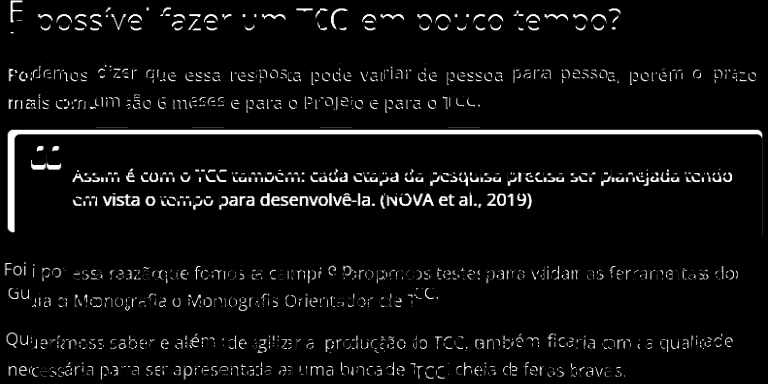 É possível fazer um TCC em pouco tempo?
Podemos dizer que essa resposta pode variar de pessoa para pessoa, porém o prazo
mais comum são 6 meses e para o Projeto e para o TCC.
Assim é com o TCC também: cada etapa da pesquisa precisa ser planejada tendo
em vista o tempo para desenvolvê-la. (NOVA et al., 2019)
Foi por essa razão que fomos a campo e propomos testes para validar as ferramentas do
Guia da Monografia o Monografis Orientador de TCC.
Queríamos saber e além de agilizar a produção do TCC, também ficaria com a qualidade
necessária para ser apresentada a uma banca de TCC cheia de feras bravas.